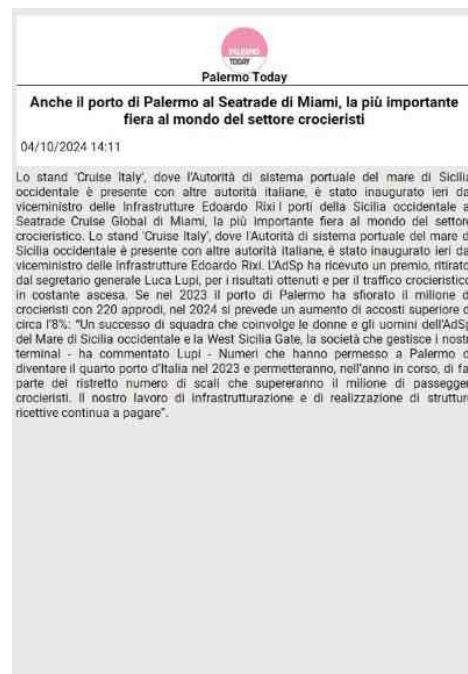 PALERMO
TODAY
Palermo Today
Anche il porto di Palermo al Seatrade di Miami, la più importante
fiera al mondo del settore crocieristi
04/10/2024 14:11
Lo stand 'Cruise Italy', dove l'Autorità di sistema portuale del mare di Sicilia
occidentale è presente con altre autorità italiane, è stato inaugurato ieri da
viceministro delle Infrastrutture Edoardo Rixi I porti della Sicilia occidentale a
Seatrade Cruise Global di Miami, la più importante fiera al mondo del settore
crocieristico. Lo stand 'Cruise Italy', dove l'Autorità di sistema portuale del mare d
Sicilia occidentale è presente con altre autorità italiane, è stato inaugurato ieri da
viceministro delle Infrastrutture Edoardo Rixi. L'AdSp ha ricevuto un premio, ritirato
dal segretario generale Luca Lupi, per i risultati ottenuti e per il traffico crocieristico
in costante ascesa. Se nel 2023 il porto di Palermo ha sfiorato il milione d
crocieristi con 220 approdi, nel 2024 si prevede un aumento di accosti superiore d
circa l'8%: "Un successo di squadra che coinvolge le donne e gli uomini dell'AdSp
del Mare di Sicilia occidentale e la West Sicilia Gate, la società che gestisce i nostr
terminal - ha commentato Lupi - Numeri che hanno permesso a Palermo d
diventare il quarto porto d'Italia nel 2023 e permetteranno, nell'anno in corso, di fa
parte del ristretto numero di scali che supereranno il milione di passegger
crocieristi. Il nostro lavoro di infrastrutturazione e di realizzazione di struttur
ricettive continua a pagare".